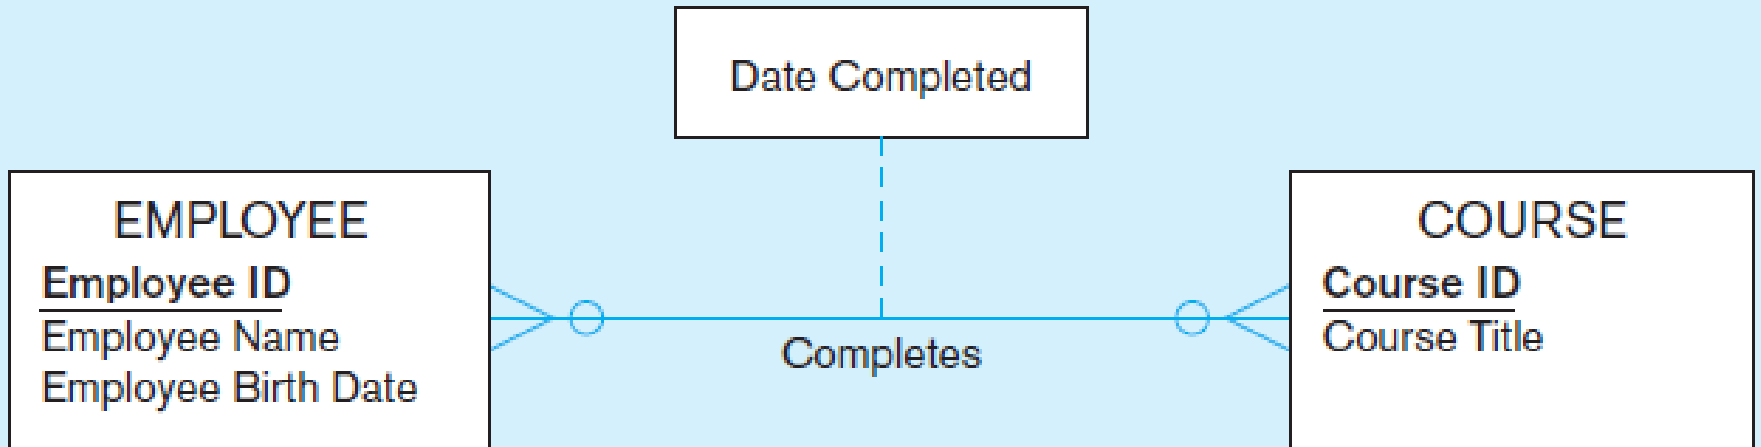 Date Completed
EMPLOYEE
Employee ID
Employee Name
Employee Birth Date
Completes
COURSE
Course ID
Course Title